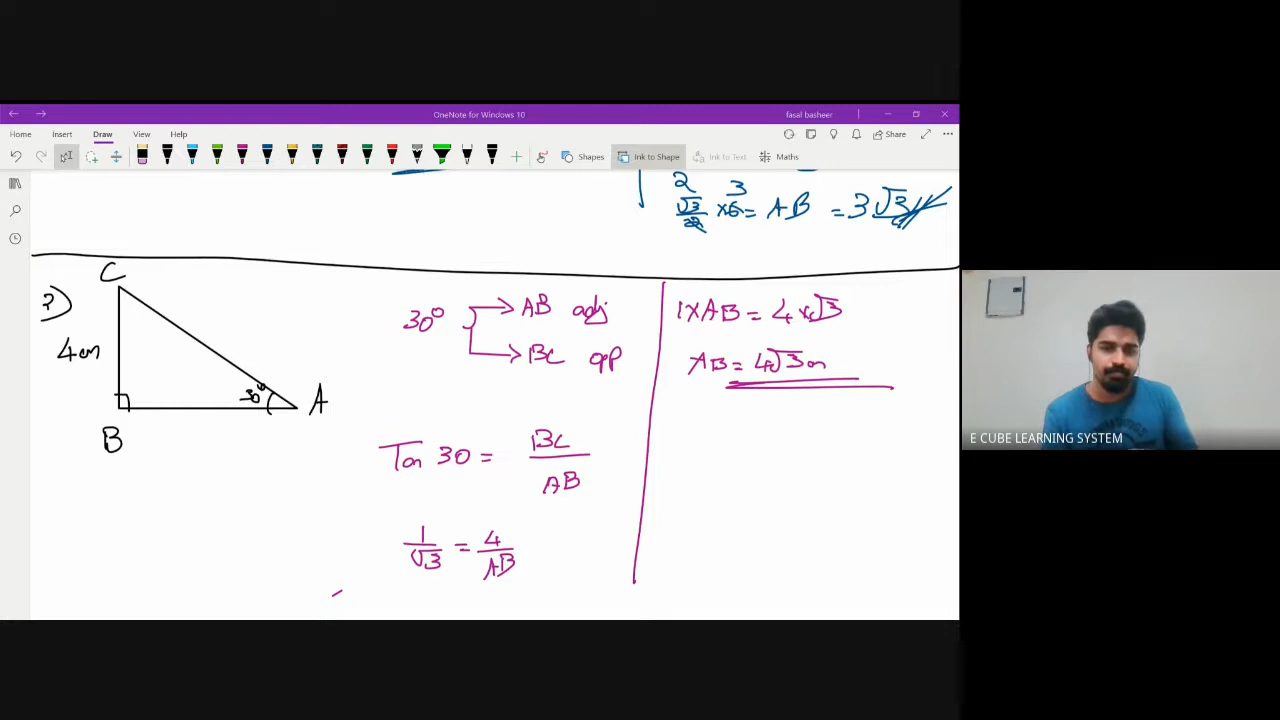 OneNote for Windows 10
fasal basheer
Home Insert Draw View Help
Share
Shapes Ink to Shape Ink to Text Maths
2 3
√3/2 ×6 = AB = 3√3
?)
C
4cm
30°
A
B
30° → AB adj
→ BC opp
Tan 30 = BC/AB
1/√3 = 4/AB
1×AB = 4×√3
AB = 4√3 cm
E CUBE LEARNING SYSTEM